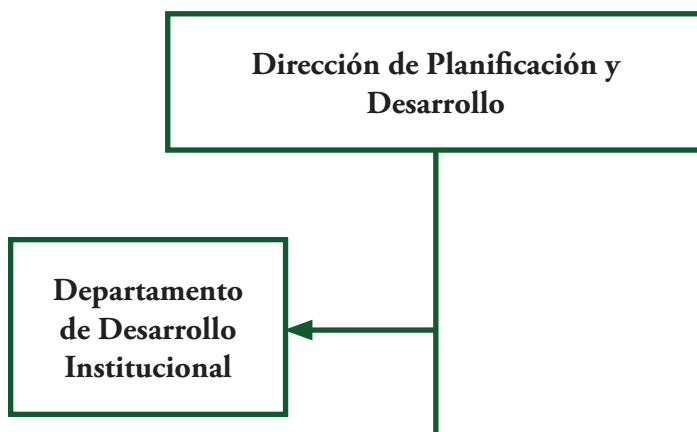 Dirección de Planificación y
Desarrollo
Departamento
de Desarrollo
Institucional